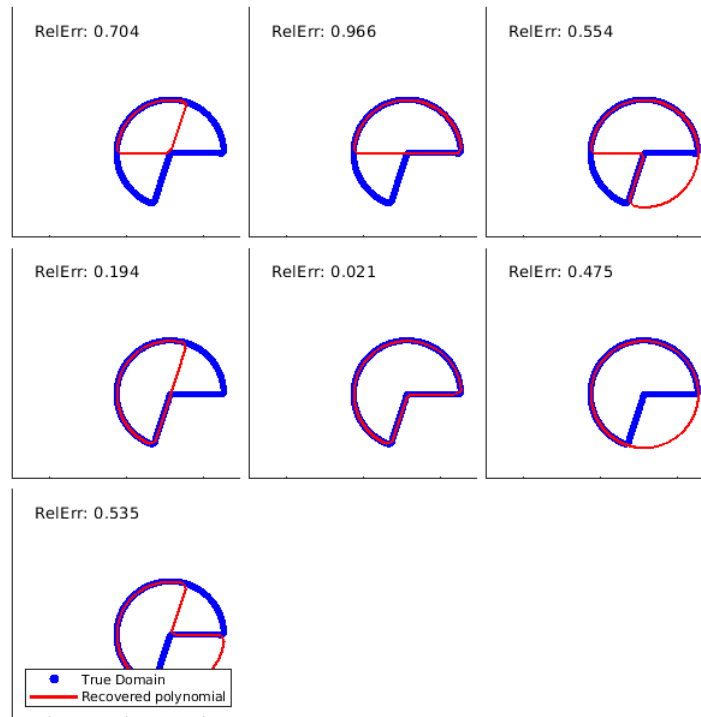 RelErr: 0.704
RelErr: 0.966
RelErr: 0.554
RelErr: 0.194
RelErr: 0.021
RelErr: 0.475
RelErr: 0.535
True Domain
Recovered polynomial